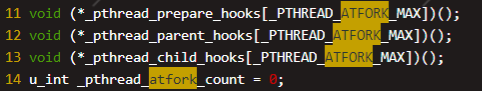 11 void (*_pthread_prepare_hooks[_PTHREAD_ATFORK_MAX])();
12 void (*_pthread_parent_hooks[_PTHREAD_ATFORK_MAX])();
13 void (*_pthread_child_hooks[_PTHREAD_ATFORK_MAX])();
14 u_int _pthread_atfork_count = 0;